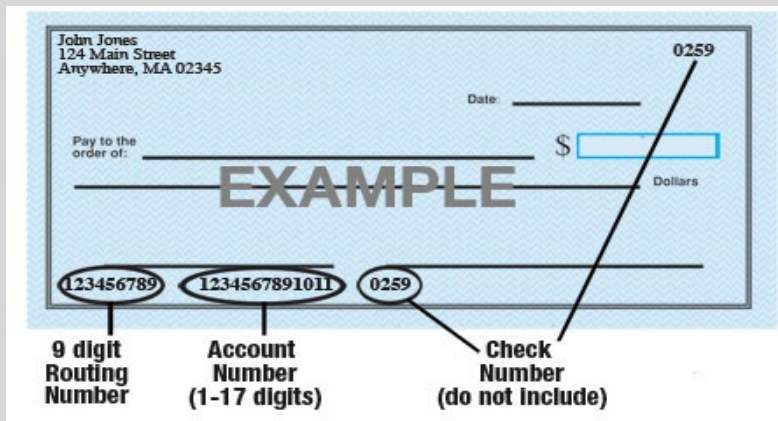 John Jones
124 Main Street
Anywhere, MA 02345
0259
Date:
Pay to the
order of:
$
EXAMPLE
Dollars
123456789 1234567891011 0259
9 digit
Routing
Number
Account
Number
(1-17 digits)
Check
Number
(do not include)